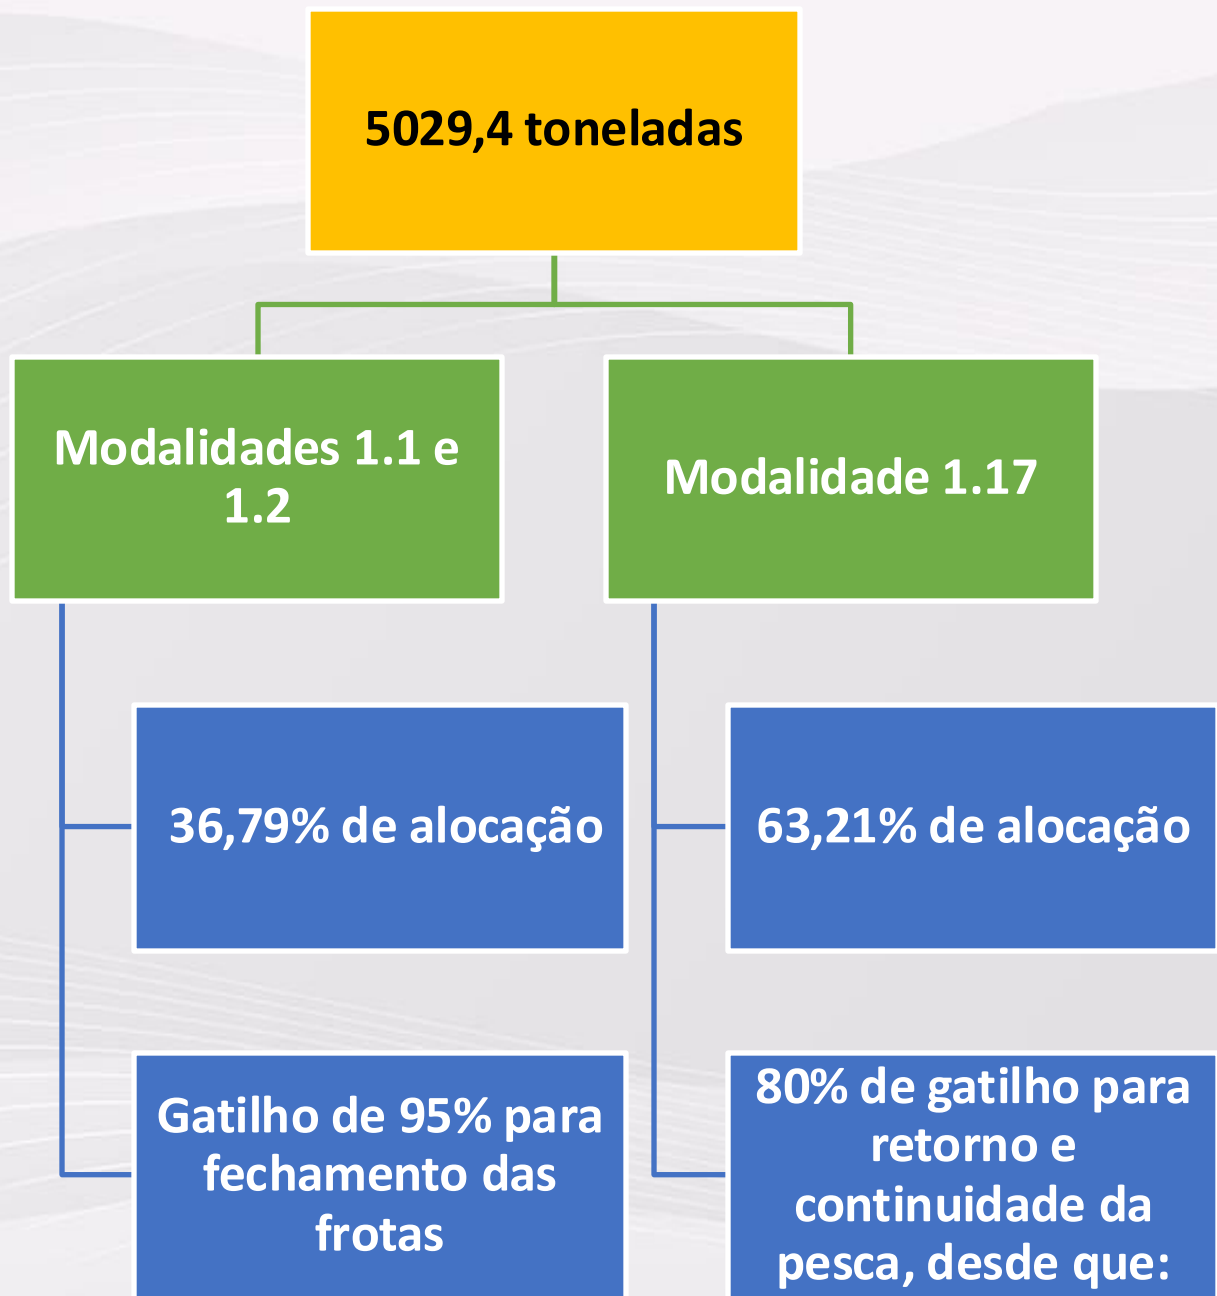 5029,4 toneladas
Modalidades 1.1 e
1.2
Modalidade 1.17
36,79% de alocação
63,21% de alocação
Gatilho de 95% para
fechamento das
frotas
80% de gatilho para
retorno e
continuidade da
pesca, desde que: